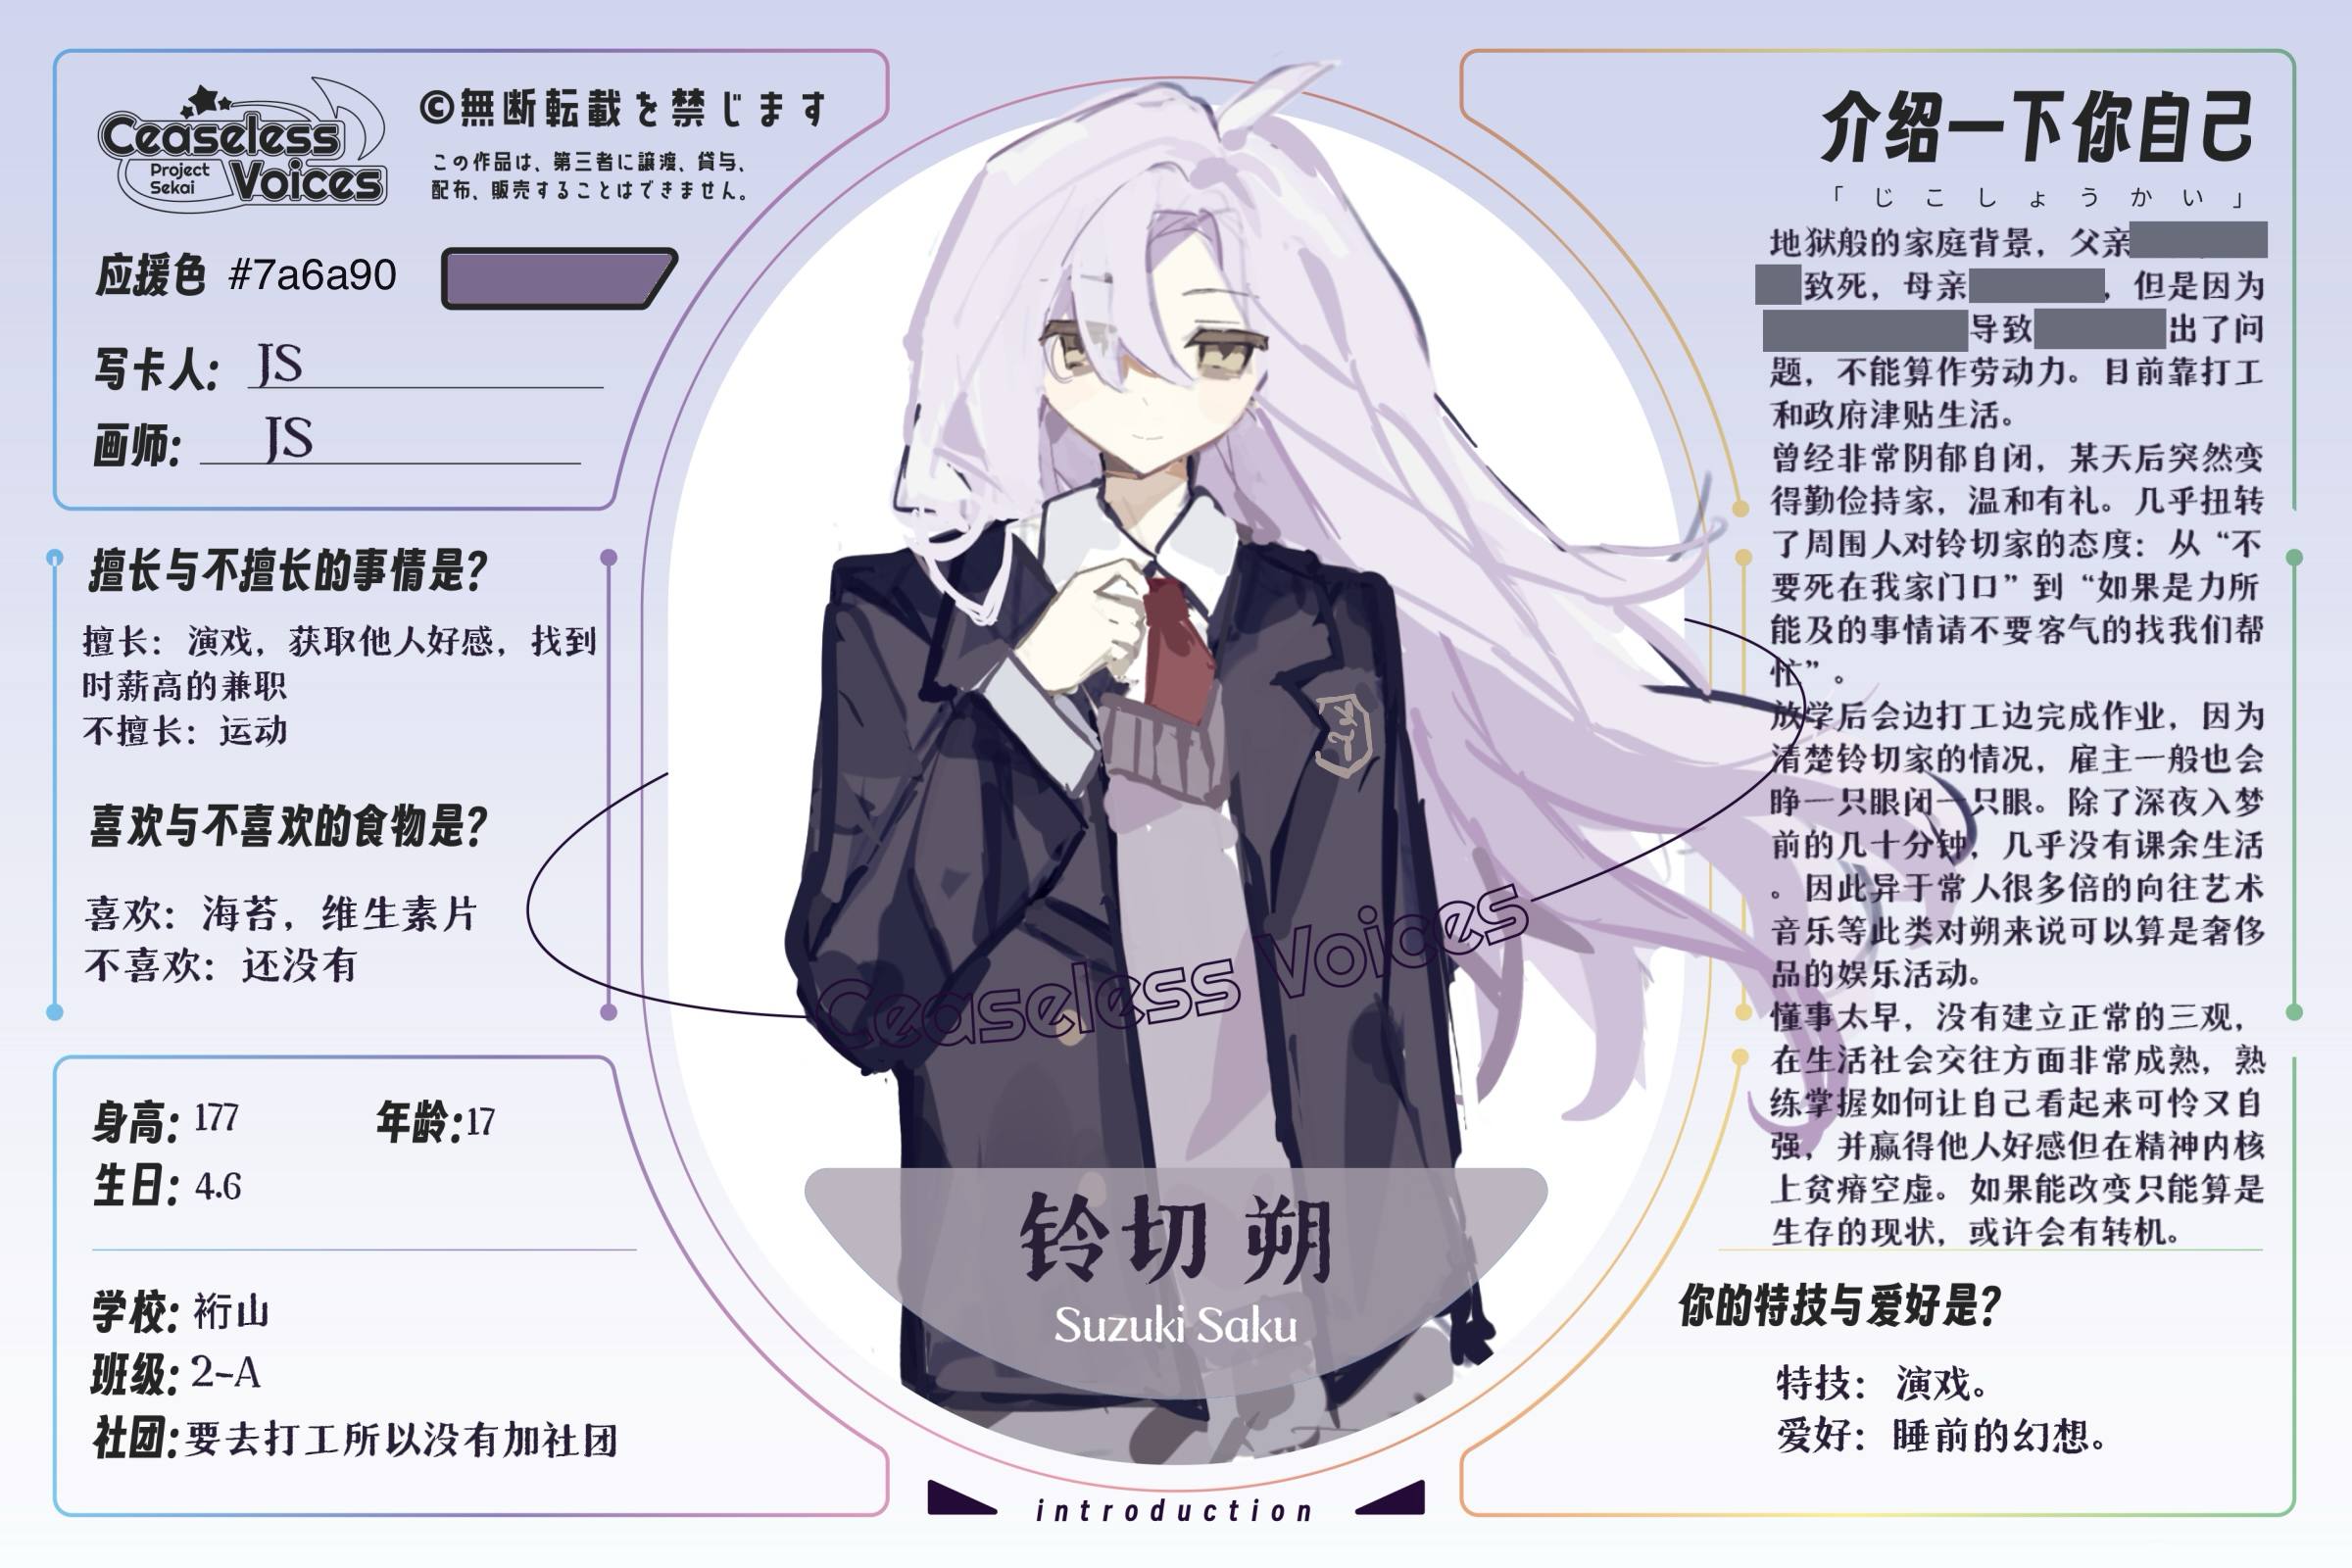 Ceaseless
Project
Sekai
Voices
©無断転載を禁じます
この作品は、第三者に譲渡、貸与、
配布、販売することはできません。
应援色 #7a6a90
写卡人: JS
画师: JS
擅长与不擅长的事情是?
擅长：演戏，获取他人好感，找到
时薪高的兼职
不擅长：运动
喜欢与不喜欢的食物是?
喜欢：海苔，维生素片
不喜欢：还没有
身高: 177 年龄:17
生日: 4.6
学校: 裄山
班级: 2-A
社团:要去打工所以没有加社团
Ceaseless Voices
铃切 朔
Suzuki Saku
introduction
介绍一下你自己
「じこしょうかい」
地狱般的家庭背景，父亲
致死，母亲，但是因为
导致出了问
题，不能算作劳动力。目前靠打工
和政府津贴生活。
曾经非常阴郁自闭，某天后突然变
得勤俭持家，温和有礼。几乎扭转
了周围人对铃切家的态度：从“不
要死在我家门口”到“如果是力所
能及的事情请不要客气的找我们帮
忙”。
放学后会边打工边完成作业，因为
清楚铃切家的情况，雇主一般也会
睁一只眼闭一只眼。除了深夜入梦
前的几十分钟，几乎没有课余生活
。因此异于常人很多倍的向往艺术
音乐等此类对朔来说可以算是奢侈
品的娱乐活动。
懂事太早，没有建立正常的三观，
在生活社会交往方面非常成熟，熟
练掌握如何让自己看起来可怜又自
强，并赢得他人好感但在精神内核
上贫瘠空虚。如果能改变只能算是
生存的现状，或许会有转机。
你的特技与爱好是?
特技：演戏。
爱好：睡前的幻想。